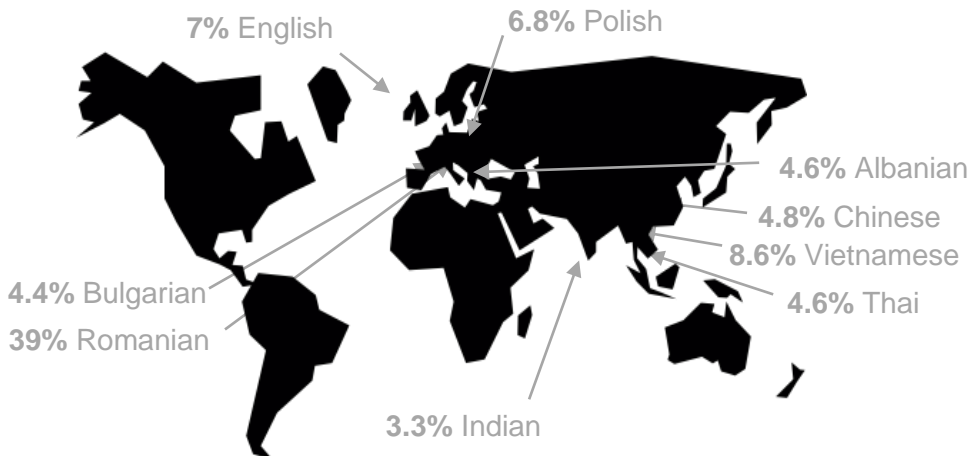 7% English
6.8% Polish
4.6% Albanian
4.8% Chinese
8.6% Vietnamese
4.4% Bulgarian
4.6% Thai
39% Romanian
3.3% Indian